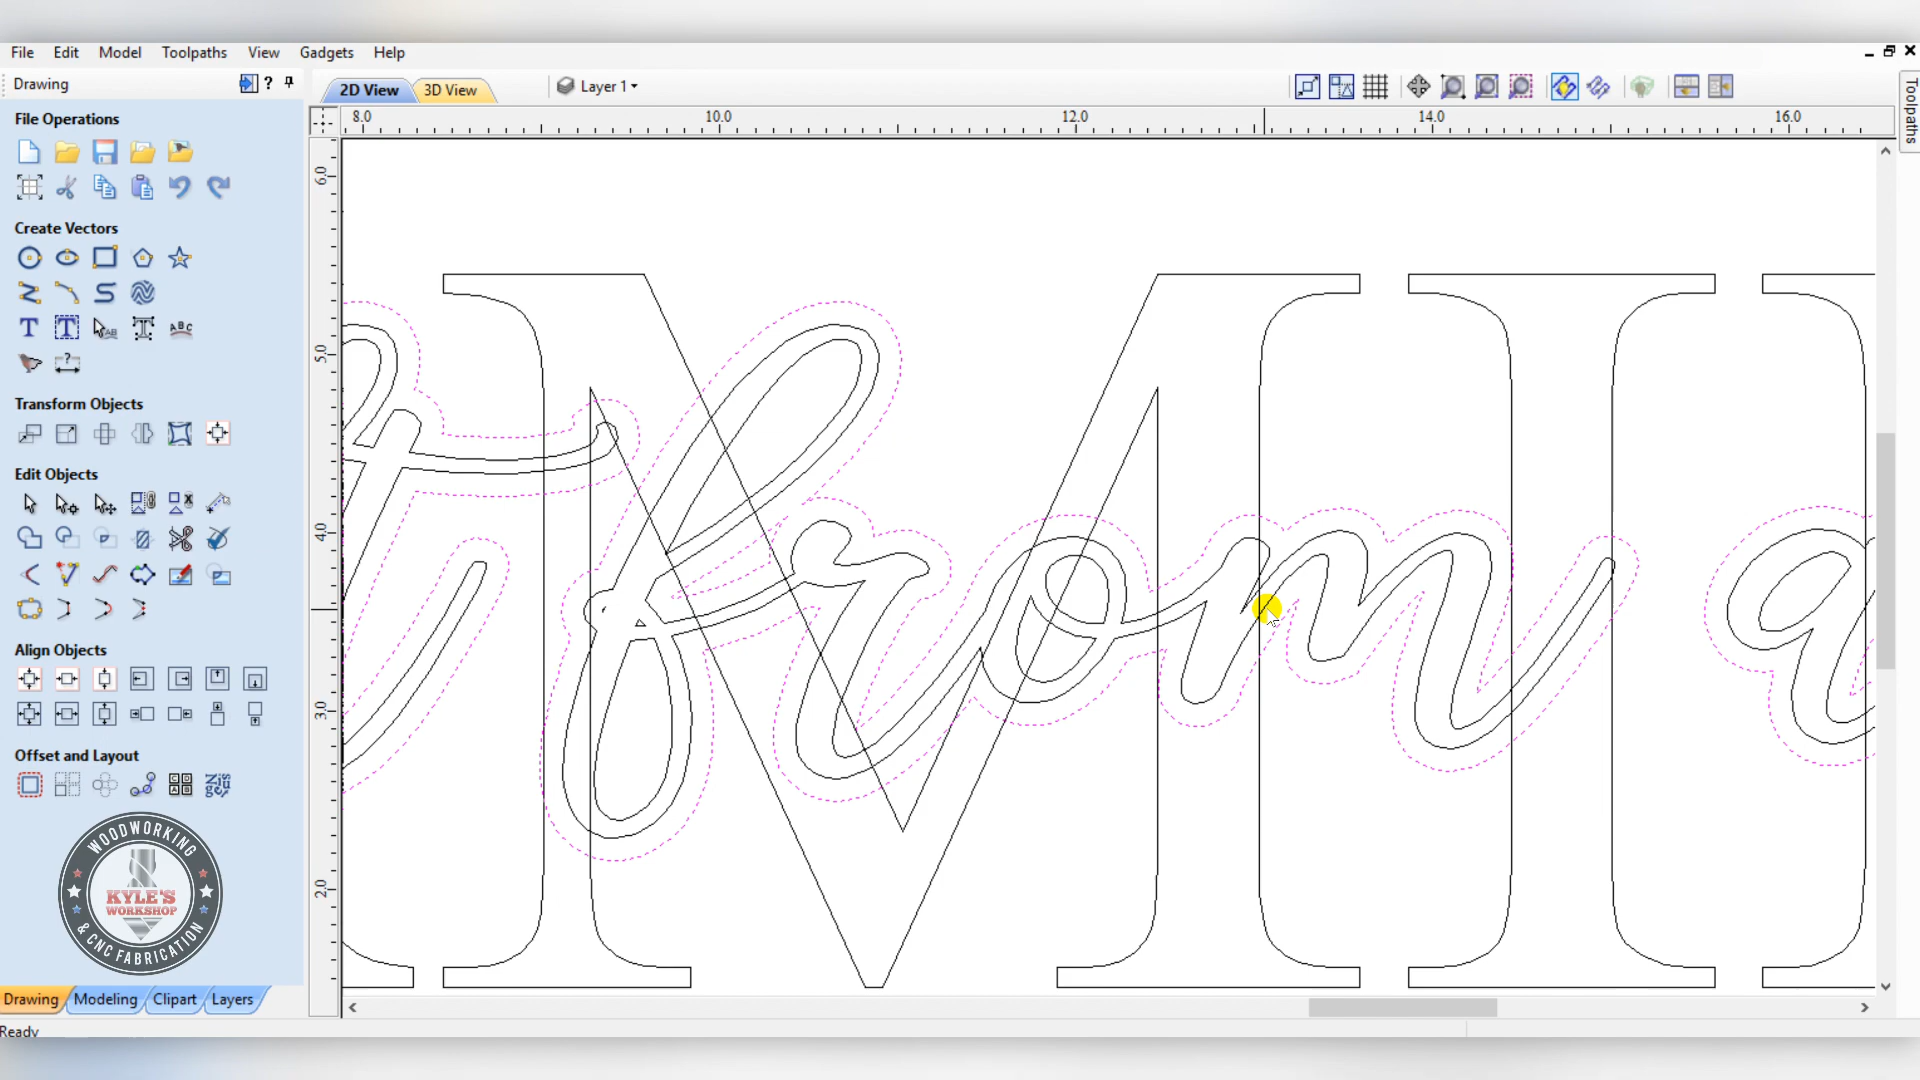 File Edit Model Toolpaths View Gadgets Help
Drawing ?
2D View 3D View Layer 1
Toolpaths
File Operations
8.0 10.0 12.0 14.0 16.0
6.0
5.0
4.0
3.0
2.0
Create Vectors
Transform Objects
Edit Objects
Align Objects
Offset and Layout
WOODWORKING
KYLE'S
WORKSHOP
& CNC FABRICATION
Drawing Modeling Clipart Layers
Ready
from
MI